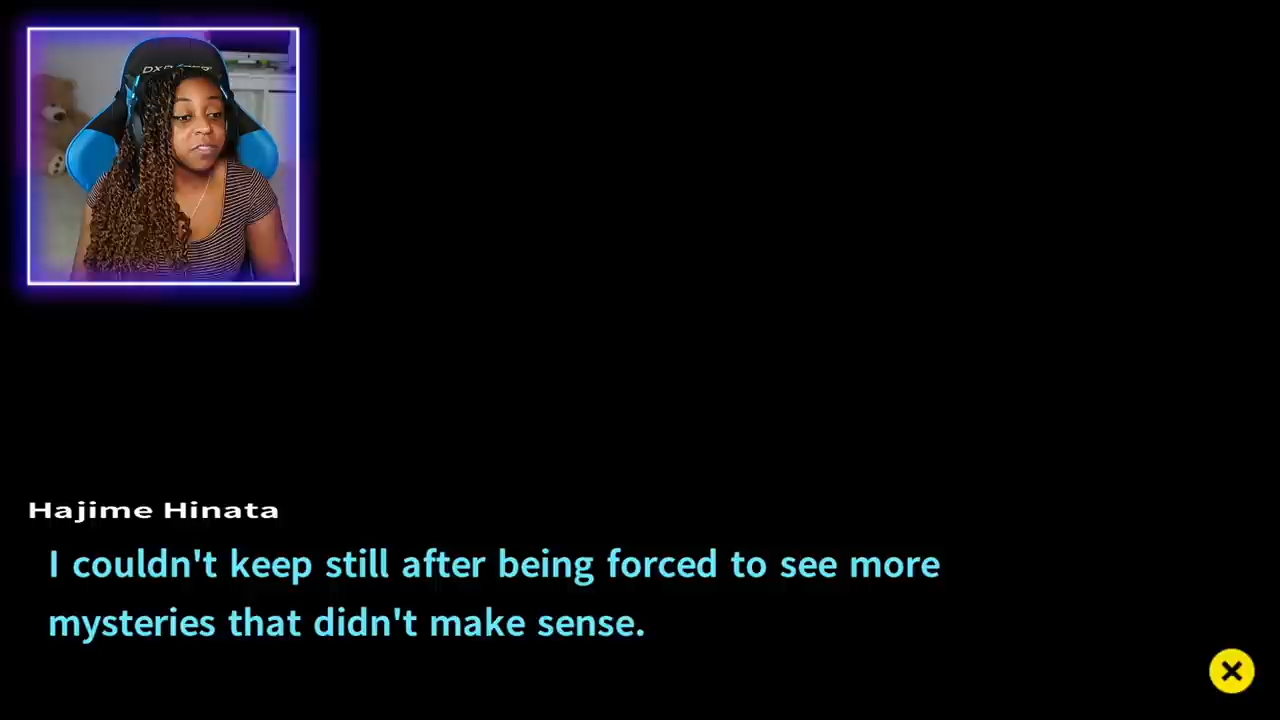 Hajime Hinata
I couldn't keep still after being forced to see more
mysteries that didn't make sense.